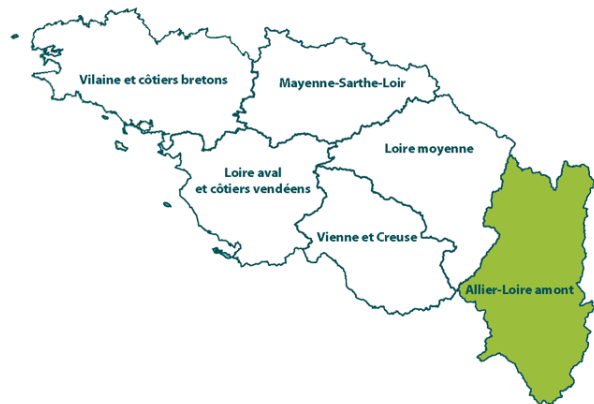 Vilaine et côtiers bretons
Mayenne-Sarthe-Loir
Loire moyenne
Loire aval
et côtiers vendéens
Vienne et Creuse
Allier-Loire amont